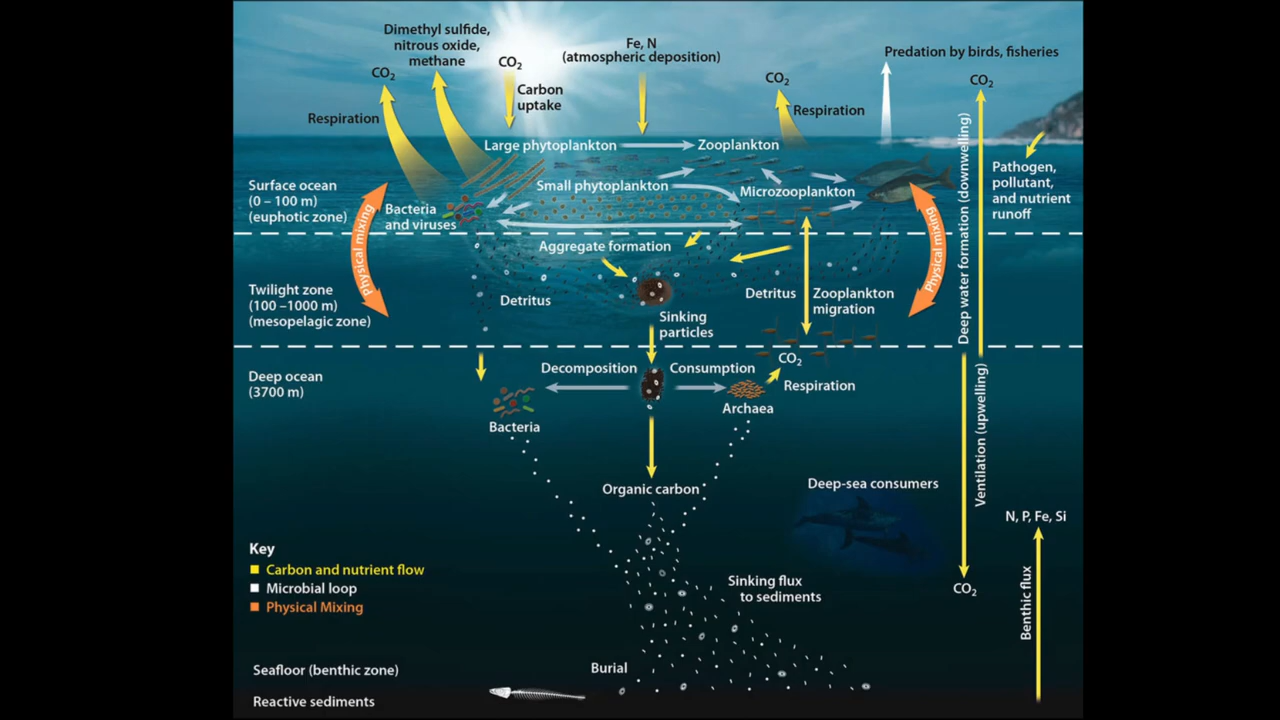 Dimethyl sulfide,
nitrous oxide,
methane
CO₂
Respiration
CO₂
Carbon
uptake
Fe, N
(atmospheric deposition)
CO₂
Respiration
Predation by birds, fisheries
CO₂
Large phytoplankton
Zooplankton
Small phytoplankton
Microzooplankton
Pathogen,
pollutant,
and nutrient
runoff
Surface ocean
(0 – 100 m)
(euphotic zone)
Bacteria
and viruses
Physical mixing
Physical mixing
Deep water formation (downwelling)
Aggregate formation
Twilight zone
(100 –1000 m)
(mesopelagic zone)
Detritus
Detritus
Zooplankton
migration
Sinking
particles
Deep ocean
(3700 m)
Decomposition
Consumption
CO₂
Respiration
Bacteria
Archaea
Ventilation (upwelling)
Organic carbon
Deep-sea consumers
N, P, Fe, Si
Key
Carbon and nutrient flow
Microbial loop
Physical Mixing
Sinking flux
to sediments
CO₂
Benthic flux
Seafloor (benthic zone)
Burial
Reactive sediments